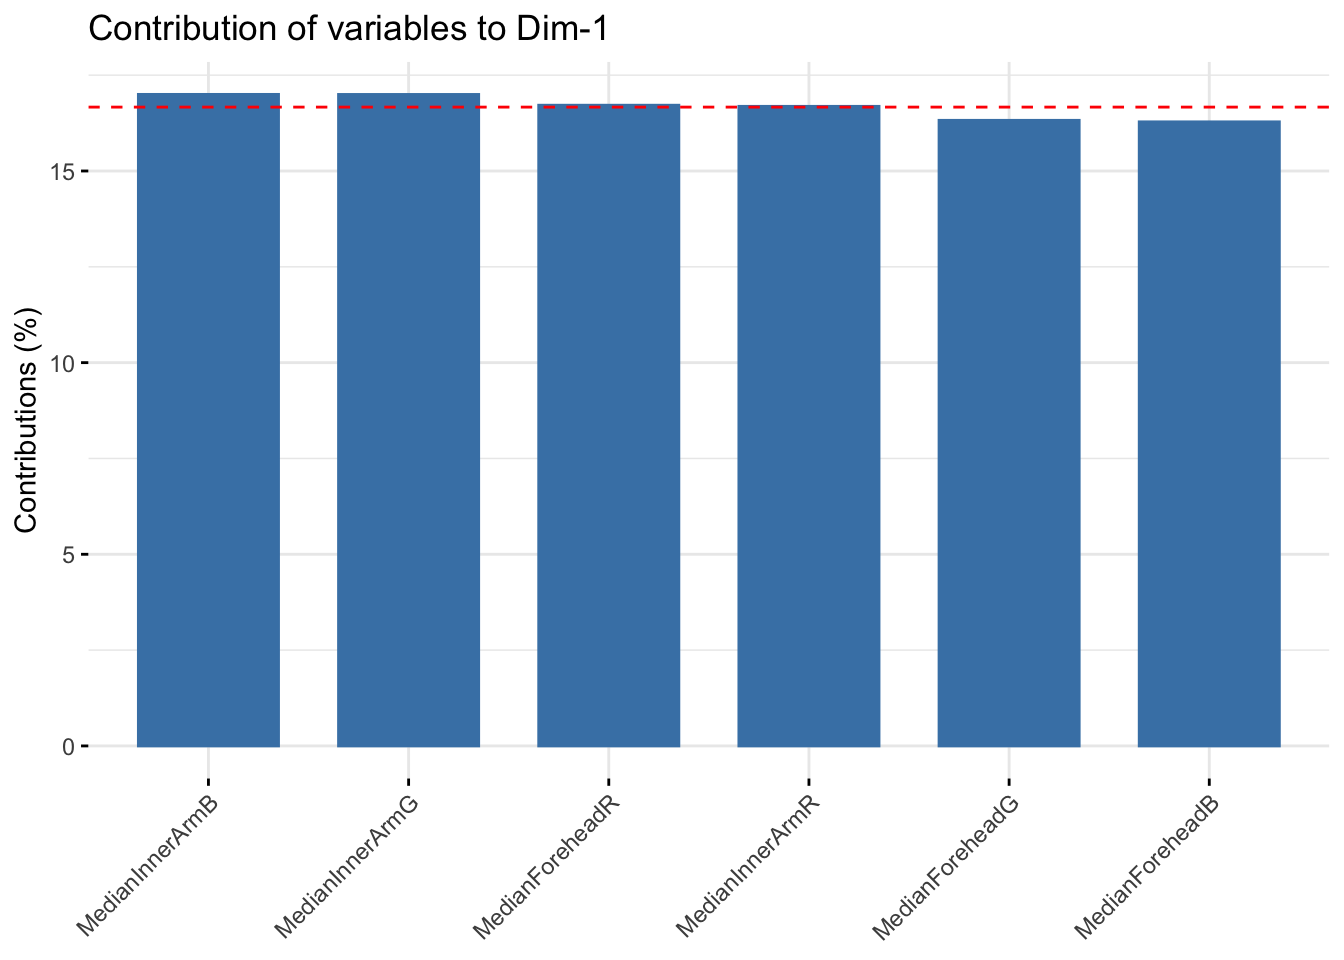 Contribution of variables to Dim-1
Contributions (%)
15
10
5
0
MedianInnerArmB
MedianInnerArmG
MedianForeheadR
MedianInnerArmR
MedianForeheadG
MedianForeheadB